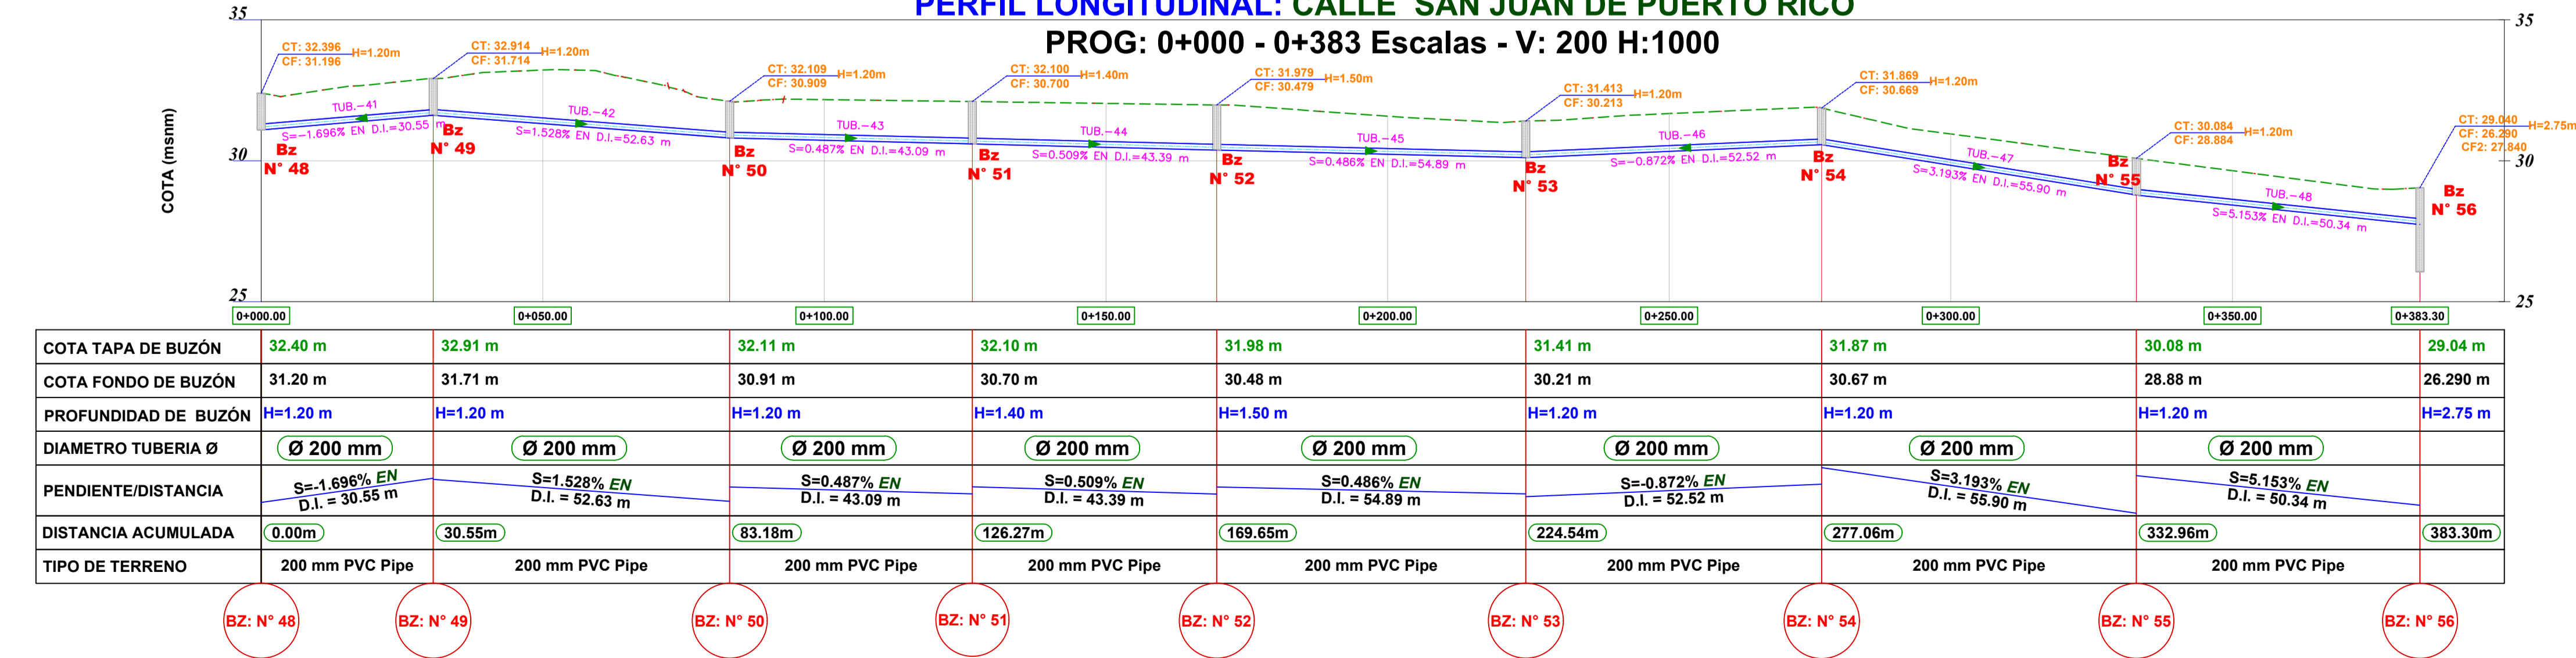 PERFIL LONGITUDINAL: CALLE SAN JUAN DE PUERTO RICO
PROG: 0+000 - 0+383 Escalas - V: 200 H:1000
35
35
30
30
25
25
COTA (msnm)
CT: 32.396
CF: 31.196
H=1.20m
CT: 32.914
CF: 31.714
H=1.20m
CT: 32.109
CF: 30.909
H=1.20m
CT: 32.100
CF: 30.700
H=1.40m
CT: 31.979
CF: 30.479
H=1.50m
CT: 31.413
CF: 30.213
H=1.20m
CT: 31.869
CF: 30.669
H=1.20m
CT: 30.084
CF: 28.884
H=1.20m
CT: 29.040
CF: 26.290
CF2: 27.840
H=2.75m
TUB.-41
S=-1.696% EN D.I.=30.55 m
TUB.-42
S=1.528% EN D.I.=52.63 m
TUB.-43
S=0.487% EN D.I.=43.09 m
TUB.-44
S=0.509% EN D.I.=43.39 m
TUB.-45
S=0.486% EN D.I.=54.89 m
TUB.-46
S=-0.872% EN D.I.=52.52 m
TUB.-47
S=3.193% EN D.I.=55.90 m
TUB.-48
S=5.153% EN D.I.=50.34 m
Bz
N° 48
Bz
N° 49
Bz
N° 50
Bz
N° 51
Bz
N° 52
Bz
N° 53
Bz
N° 54
Bz
N° 55
Bz
N° 56
0+000.00 0+050.00 0+100.00 0+150.00 0+200.00 0+250.00 0+300.00 0+350.00 0+383.30
COTA TAPA DE BUZÓN 32.40 m 32.91 m 32.11 m 32.10 m 31.98 m 31.41 m 31.87 m 30.08 m 29.04 m
COTA FONDO DE BUZÓN 31.20 m 31.71 m 30.91 m 30.70 m 30.48 m 30.21 m 30.67 m 28.88 m 26.290 m
PROFUNDIDAD DE BUZÓN H=1.20 m H=1.20 m H=1.20 m H=1.40 m H=1.50 m H=1.20 m H=1.20 m H=1.20 m H=2.75 m
DIAMETRO TUBERIA Ø Ø 200 mm Ø 200 mm Ø 200 mm Ø 200 mm Ø 200 mm Ø 200 mm Ø 200 mm Ø 200 mm
PENDIENTE/DISTANCIA
S=-1.696% EN
D.I. = 30.55 m
S=1.528% EN
D.I. = 52.63 m
S=0.487% EN
D.I. = 43.09 m
S=0.509% EN
D.I. = 43.39 m
S=0.486% EN
D.I. = 54.89 m
S=-0.872% EN
D.I. = 52.52 m
S=3.193% EN
D.I. = 55.90 m
S=5.153% EN
D.I. = 50.34 m
DISTANCIA ACUMULADA 0.00m 30.55m 83.18m 126.27m 169.65m 224.54m 277.06m 332.96m 383.30m
TIPO DE TERRENO 200 mm PVC Pipe 200 mm PVC Pipe 200 mm PVC Pipe 200 mm PVC Pipe 200 mm PVC Pipe 200 mm PVC Pipe 200 mm PVC Pipe 200 mm PVC Pipe
BZ: N° 48 BZ: N° 49 BZ: N° 50 BZ: N° 51 BZ: N° 52 BZ: N° 53 BZ: N° 54 BZ: N° 55 BZ: N° 56